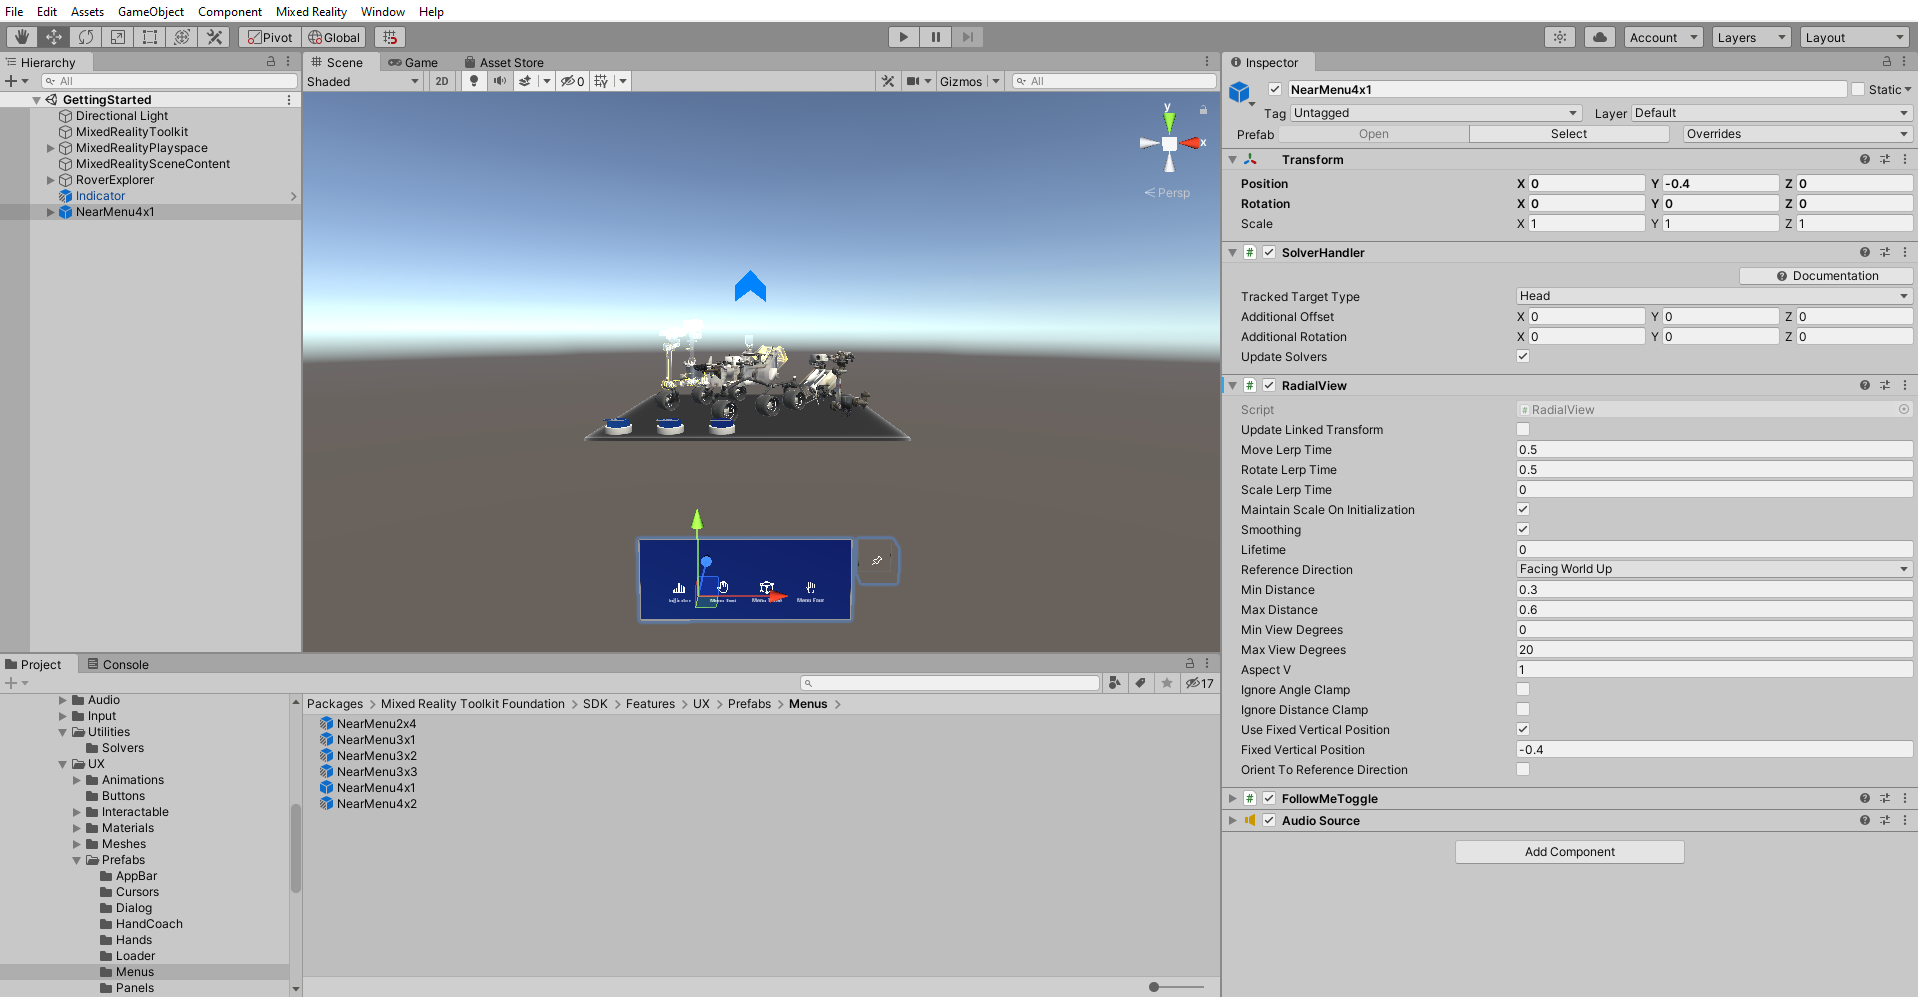 File Edit Assets GameObject Component Mixed Reality Window Help
Pivot Global Account Layers Layout
Hierarchy
All
GettingStarted
Directional Light
MixedRealityToolkit
MixedRealityPlayspace
MixedRealitySceneContent
RoverExplorer
Indicator
NearMenu4x1
Scene Game Asset Store
Shaded 2D 0 Gizmos All
y
x
Persp
Project Console
17
Audio
Input
Utilities
Solvers
UX
Animations
Buttons
Interactable
Materials
Meshes
Prefabs
AppBar
Cursors
Dialog
HandCoach
Hands
Loader
Menus
Panels
Packages > Mixed Reality Toolkit Foundation > SDK > Features > UX > Prefabs > Menus >
NearMenu2x4
NearMenu3x1
NearMenu3x2
NearMenu3x3
NearMenu4x1
NearMenu4x2
Inspector
NearMenu4x1 Static
Tag Untagged Layer Default
Prefab Open Select Overrides
Transform
Position X 0 Y -0.4 Z 0
Rotation X 0 Y 0 Z 0
Scale X 1 Y 1 Z 1
# SolverHandler
Documentation
Tracked Target Type Head
Additional Offset X 0 Y 0 Z 0
Additional Rotation X 0 Y 0 Z 0
Update Solvers
# RadialView
Script # RadialView
Update Linked Transform
Move Lerp Time 0.5
Rotate Lerp Time 0.5
Scale Lerp Time 0
Maintain Scale On Initialization
Smoothing
Lifetime 0
Reference Direction Facing World Up
Min Distance 0.3
Max Distance 0.6
Min View Degrees 0
Max View Degrees 20
Aspect V 1
Ignore Angle Clamp
Ignore Distance Clamp
Use Fixed Vertical Position
Fixed Vertical Position -0.4
Orient To Reference Direction
# FollowMeToggle
Audio Source
Add Component